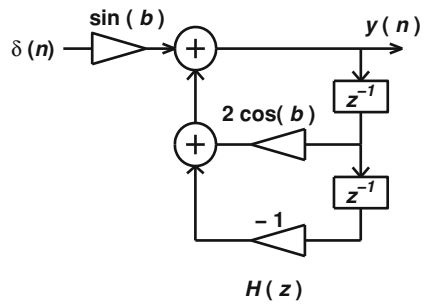 sin( b )
δ(n)
+
y(n)
z⁻¹
2 cos( b )
+
z⁻¹
– 1
H( z )